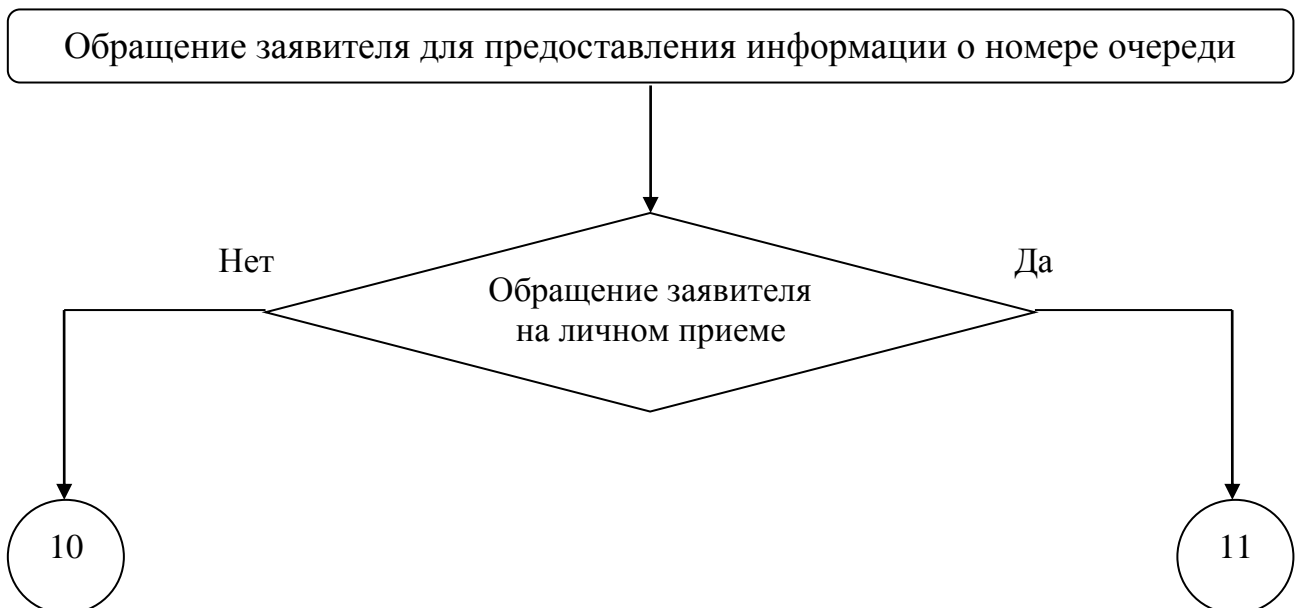 Обращение заявителя для предоставления информации о номере очереди
Нет
Да
Обращение заявителя
на личном приеме
10
11